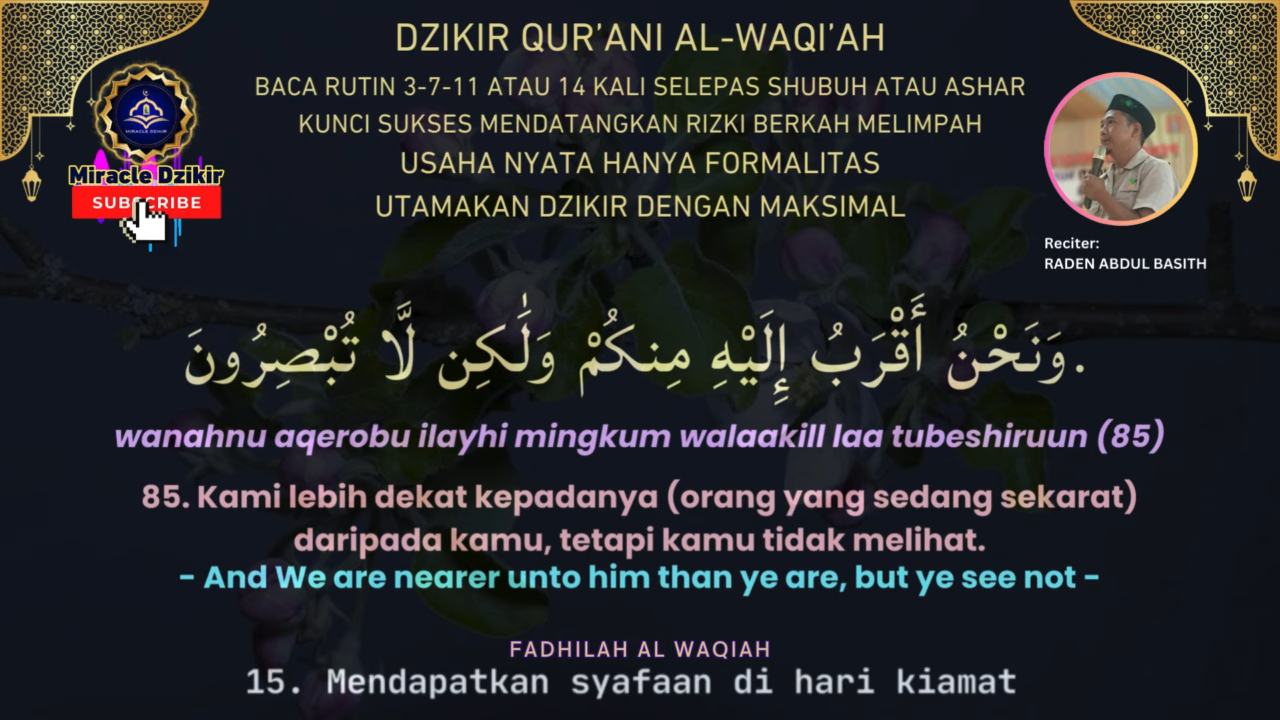 DZIKIR QUR'ANI AL-WAQI'AH
BACA RUTIN 3-7-11 ATAU 14 KALI SELEPAS SHUBUH ATAU ASHAR
KUNCI SUKSES MENDATANGKAN RIZKI BERKAH MELIMPAH
USAHA NYATA HANYA FORMALITAS
UTAMAKAN DZIKIR DENGAN MAKSIMAL
MIRACLE DZIKIR
Miracle Dzikir
SUBSCRIBE
Reciter:
RADEN ABDUL BASITH
وَنَحْنُ أَقْرَبُ إِلَيْهِ مِنكُمْ وَلَٰكِن لَّا تُبْصِرُونَ.
wanahnu aqerobu ilayhi mingkum walaakill laa tubeshiruun (85)
85. Kami lebih dekat kepadanya (orang yang sedang sekarat)
daripada kamu, tetapi kamu tidak melihat.
- And We are nearer unto him than ye are, but ye see not -
FADHILAH AL WAQIAH
15. Mendapatkan syafaan di hari kiamat